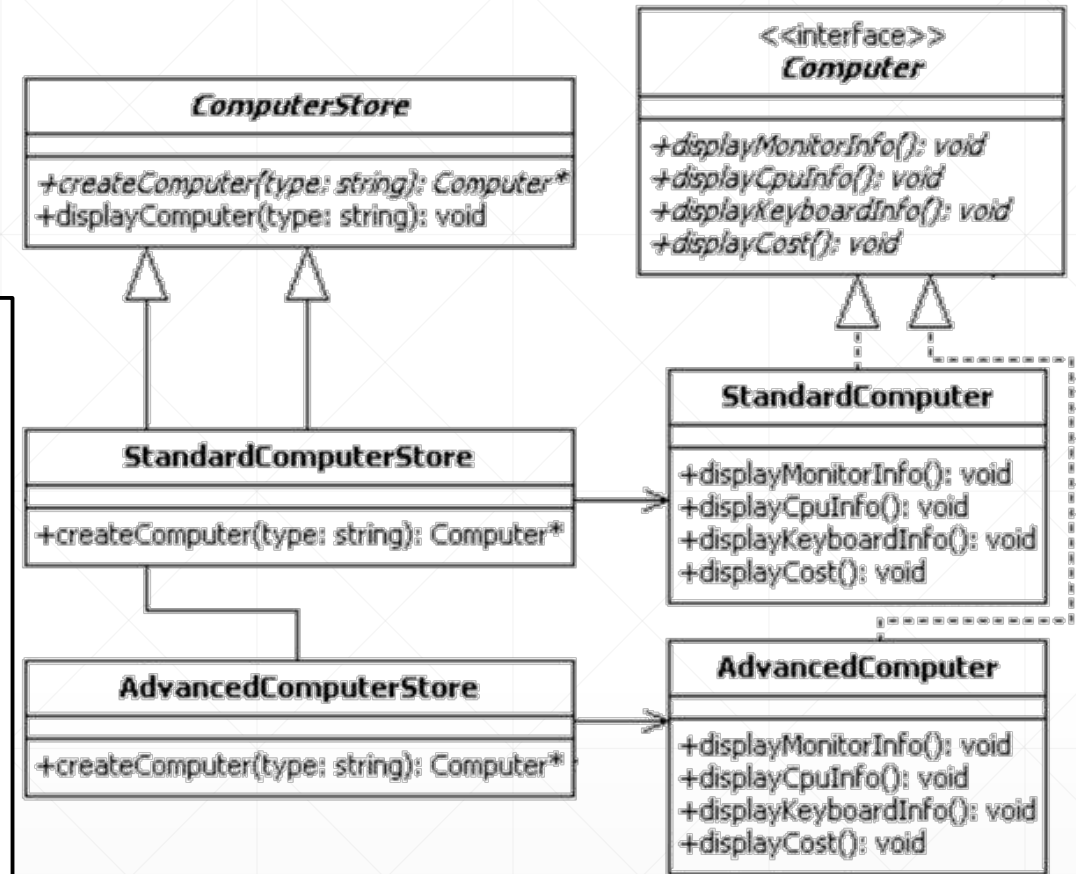 ComputerStore
+createComputer(type: string): Computer*
+displayComputer(type: string): void
<<interface>>
Computer
+displayMonitorInfo(): void
+displayCpuInfo(): void
+displayKeyboardInfo(): void
+displayCost(): void
StandardComputerStore
+createComputer(type: string): Computer*
StandardComputer
+displayMonitorInfo(): void
+displayCpuInfo(): void
+displayKeyboardInfo(): void
+displayCost(): void
AdvancedComputerStore
+createComputer(type: string): Computer*
AdvancedComputer
+displayMonitorInfo(): void
+displayCpuInfo(): void
+displayKeyboardInfo(): void
+displayCost(): void